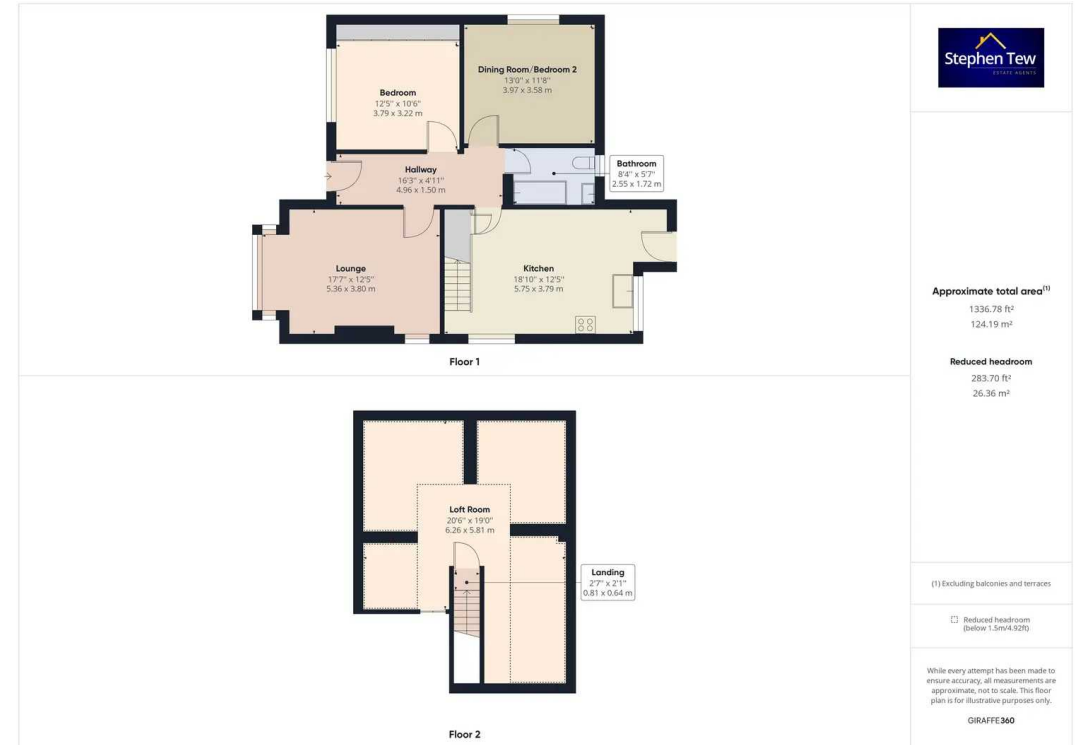 Bedroom
12'5" x 10'6"
3.79 x 3.22 m
Dining Room/Bedroom 2
13'0" x 11'8"
3.97 x 3.58 m
Hallway
16'3" x 4'11"
4.96 x 1.50 m
Bathroom
8'4" x 5'7"
2.55 x 1.72 m
Lounge
17'7" x 12'5"
5.36 x 3.80 m
Kitchen
18'10" x 12'5"
5.75 x 3.79 m
Floor 1
Loft Room
20'6" x 19'0"
6.26 x 5.81 m
Landing
2'7" x 2'1"
0.81 x 0.64 m
Floor 2
Stephen Tew
ESTATE AGENTS
Approximate total area(1)
1336.78 ft²
124.19 m²
Reduced headroom
283.70 ft²
26.36 m²
(1) Excluding balconies and terraces
Reduced headroom
(below 1.5m/4.92ft)
While every attempt has been made to
ensure accuracy, all measurements are
approximate, not to scale. This floor
plan is for illustrative purposes only.
GIRAFFE360